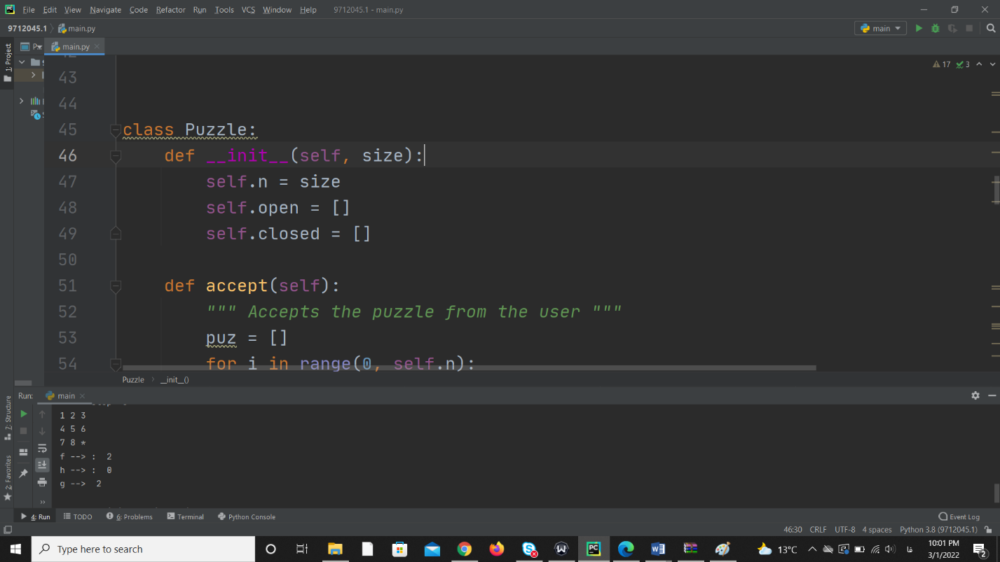 File Edit View Navigate Code Refactor Run Tools VCS Window Help 9712045.1 - main.py
9712045.1 main.py main
1: Project
main.py
17 3
43
44
45 class Puzzle:
46 def __init__(self, size):
47 self.n = size
48 self.open = []
49 self.closed = []
50
51 def accept(self):
52 """ Accepts the puzzle from the user """
53 puz = []
54 for i in range(0, self.n):
Puzzle __init__()
Run: main
7: Structure
2: Favorites
1 2 3
4 5 6
7 8 *
f --> : 2
h --> : 0
g --> 2
4: Run TODO 6: Problems Terminal Python Console Event Log
46:30 CRLF UTF-8 4 spaces Python 3.8 (9712045.1)
Type here to search
13°C
فا
10:01 PM
3/1/2022
2